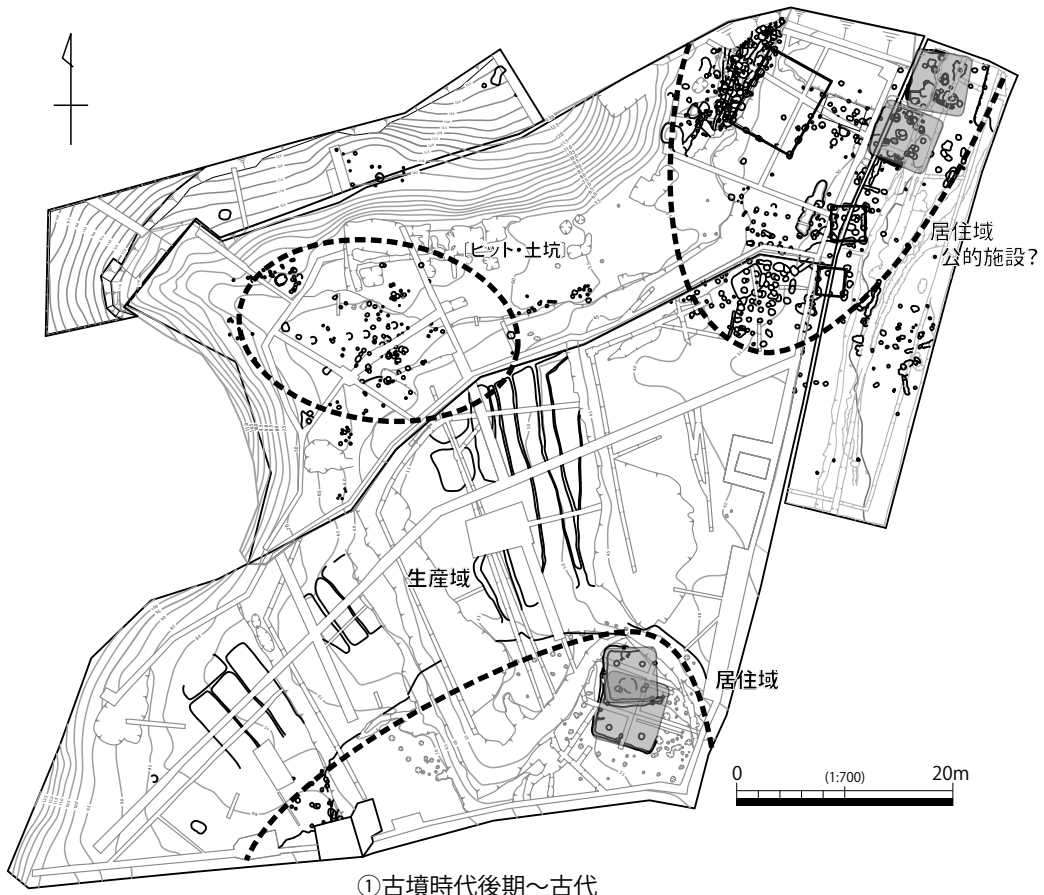 [ピット・土坑]
居住域
公的施設？
生産域
居住域
0 (1:700) 20m
①古墳時代後期～古代